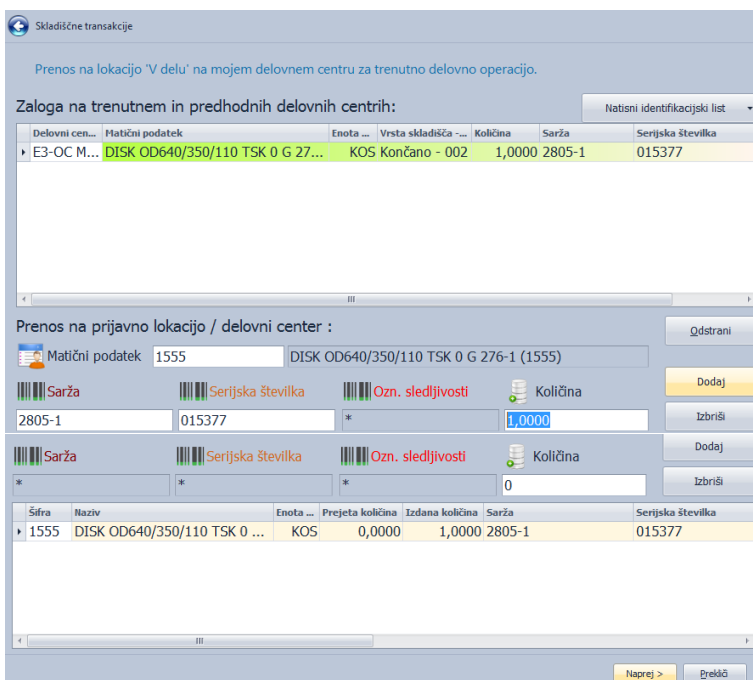 Skladiščne transakcije
Prenos na lokacijo 'V delu' na mojem delovnem centru za trenutno delovno operacijo.
Zaloga na trenutnem in predhodnih delovnih centrih: Natisni identifikacijski list
Delovni cen... Matični podatek Enota ... Vrsta skladišča -... Količina Sarža Serijska številka
E3-OC M... DISK OD640/350/110 TSK 0 G 27... KOS Končano - 002 1,0000 2805-1 015377
Prenos na prijavno lokacijo / delovni center : Odstrani
Matični podatek 1555 DISK OD640/350/110 TSK 0 G 276-1 (1555)
Sarža Serijska številka Ozn. sledljivosti Količina Dodaj
2805-1 015377 * 1,0000 Izbriši
Sarža Serijska številka Ozn. sledljivosti Količina Dodaj
* * * 0 Izbriši
Šifra Naziv Enota ... Prejeta količina Izdana količina Sarža Serijska številka
1555 DISK OD640/350/110 TSK 0 ... KOS 0,0000 1,0000 2805-1 015377
Naprej > Prekliči